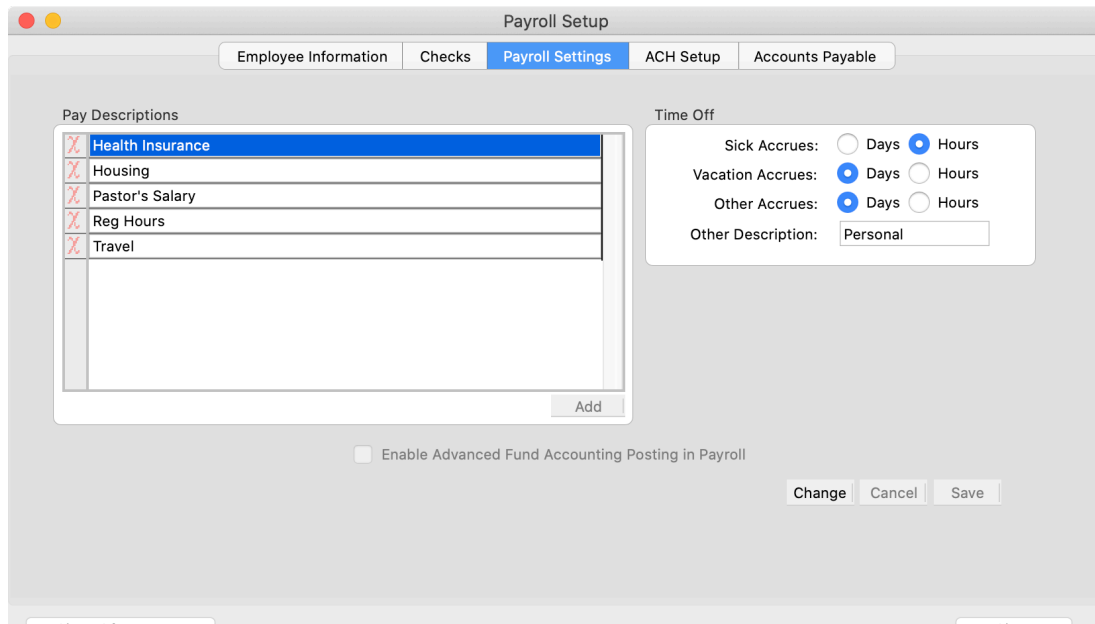 Payroll Setup
Employee Information
Checks
Payroll Settings
ACH Setup
Accounts Payable
Pay Descriptions
Health Insurance
Housing
Pastor's Salary
Reg Hours
Travel
Add
Time Off
Sick Accrues: Days Hours
Vacation Accrues: Days Hours
Other Accrues: Days Hours
Other Description: Personal
Enable Advanced Fund Accounting Posting in Payroll
Change Cancel Save